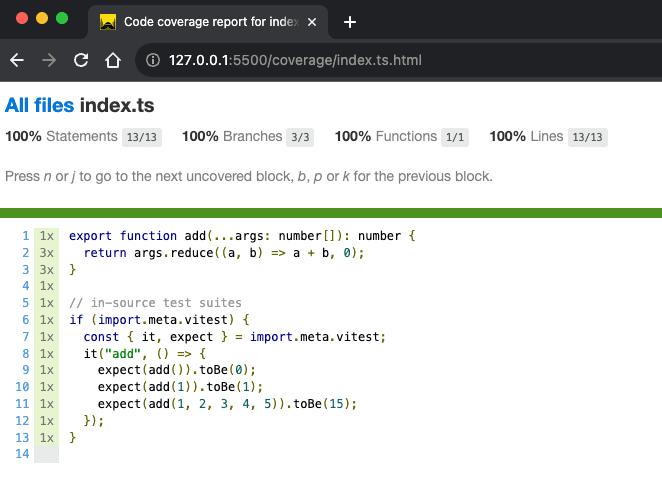 Code coverage report for index
127.0.0.1:5500/coverage/index.ts.html
All files index.ts
100% Statements 13/13 100% Branches 3/3 100% Functions 1/1 100% Lines 13/13
Press n or j to go to the next uncovered block, b, p or k for the previous block.
1 1x export function add(...args: number[]): number {
2 3x   return args.reduce((a, b) => a + b, 0);
3 3x }
4 1x
5 1x // in-source test suites
6 1x if (import.meta.vitest) {
7 1x   const { it, expect } = import.meta.vitest;
8 1x   it("add", () => {
9 1x     expect(add()).toBe(0);
10 1x     expect(add(1)).toBe(1);
11 1x     expect(add(1, 2, 3, 4, 5)).toBe(15);
12 1x   });
13 1x }
14